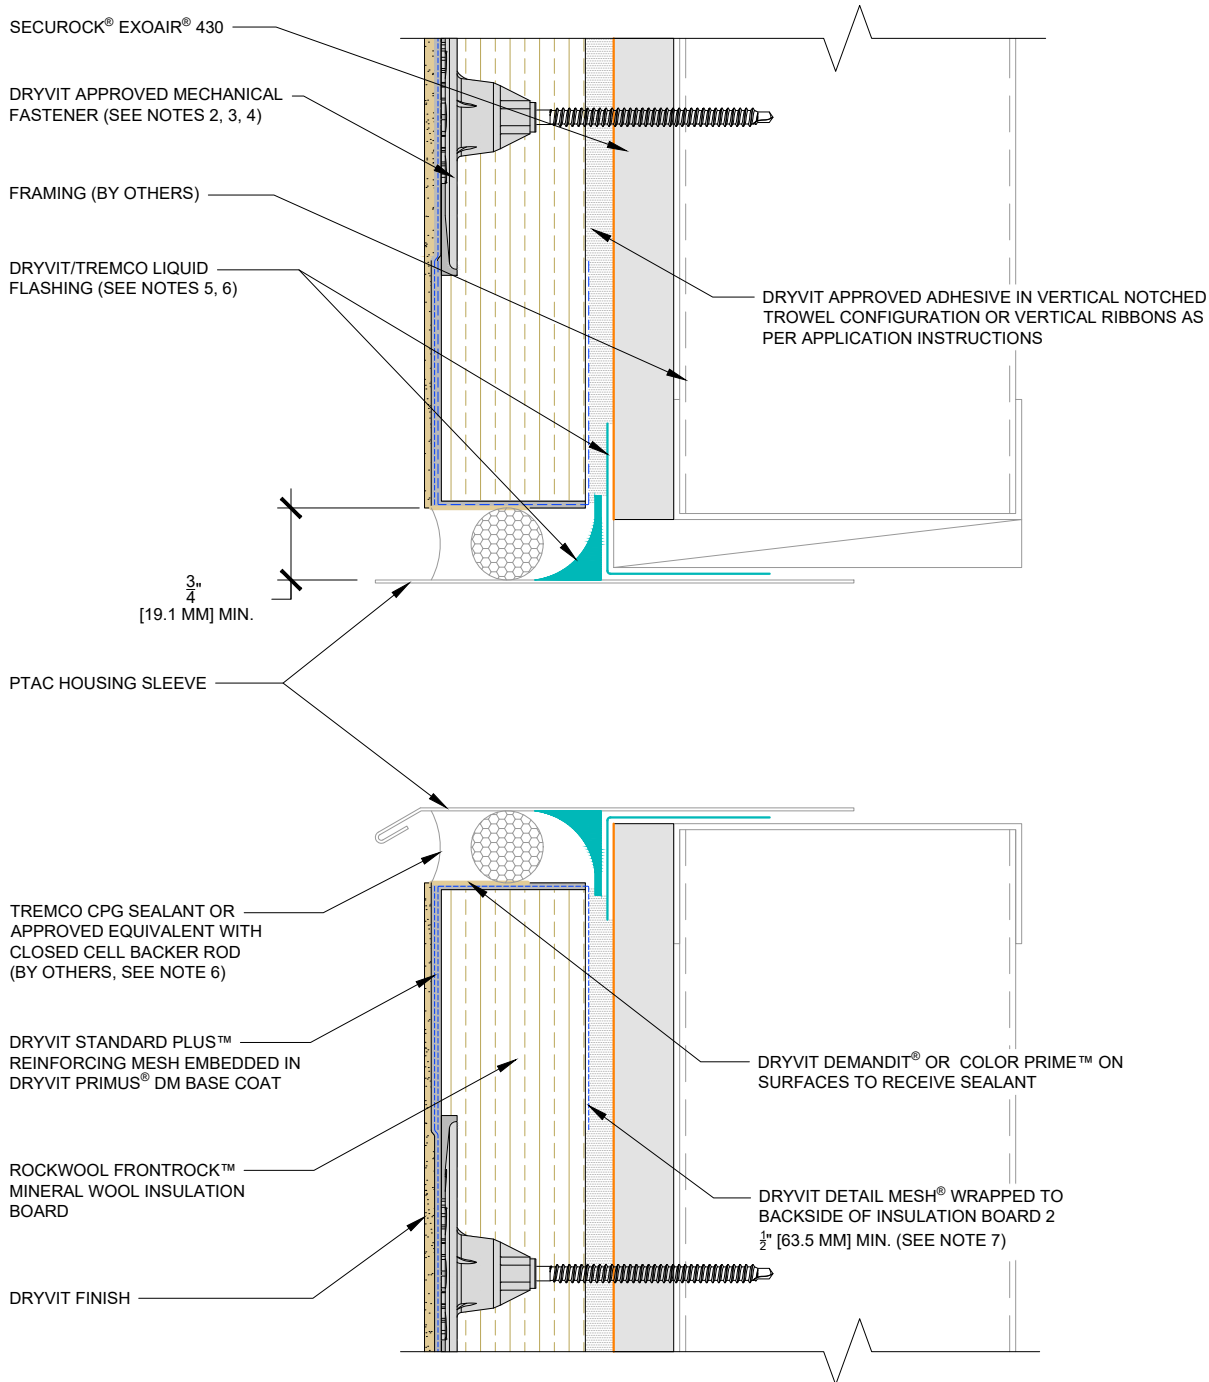 SECUROCK® EXOAIR® 430
DRYVIT APPROVED MECHANICAL
FASTENER (SEE NOTES 2, 3, 4)
FRAMING (BY OTHERS)
DRYVIT/TREMCO LIQUID
FLASHING (SEE NOTES 5, 6)
DRYVIT APPROVED ADHESIVE IN VERTICAL NOTCHED
TROWEL CONFIGURATION OR VERTICAL RIBBONS AS
PER APPLICATION INSTRUCTIONS
3/4"
[19.1 MM] MIN.
PTAC HOUSING SLEEVE
TREMCO CPG SEALANT OR
APPROVED EQUIVALENT WITH
CLOSED CELL BACKER ROD
(BY OTHERS, SEE NOTE 6)
DRYVIT STANDARD PLUS™
REINFORCING MESH EMBEDDED IN
DRYVIT PRIMUS® DM BASE COAT
DRYVIT DEMANDIT® OR COLOR PRIME™ ON
SURFACES TO RECEIVE SEALANT
ROCKWOOL FRONTROCK™
MINERAL WOOL INSULATION
BOARD
DRYVIT DETAIL MESH® WRAPPED TO
BACKSIDE OF INSULATION BOARD 2
1/2" [63.5 MM] MIN. (SEE NOTE 7)
DRYVIT FINISH